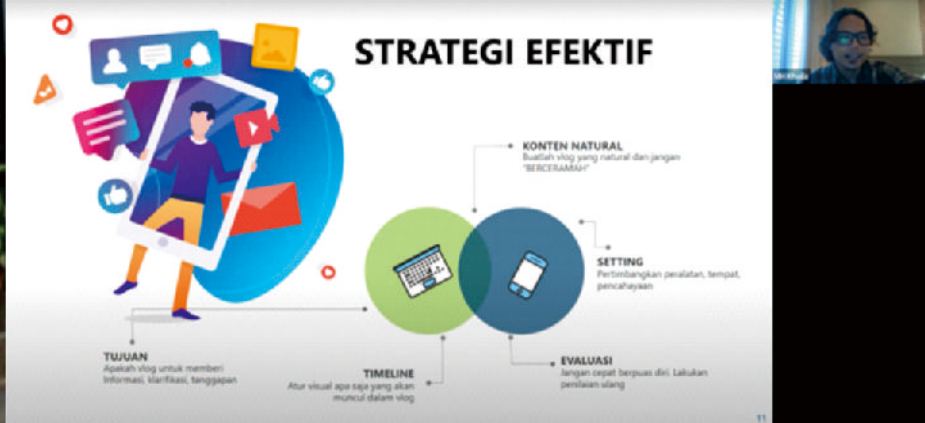 STRATEGI EFEKTIF
KONTEN NATURAL
Buatlah vlog yang natural dan jangan
"BERCERAMAH"
SETTING
Pertimbangkan peralatan, tempat,
pencahayaan
TUJUAN
Apakah vlog untuk memberi
Informasi, klarifikasi, tanggapan
TIMELINE
Atur visual apa saja yang akan
muncul dalam vlog
EVALUASI
Jangan cepat berpuas diri. Lakukan
penilaian ulang
11